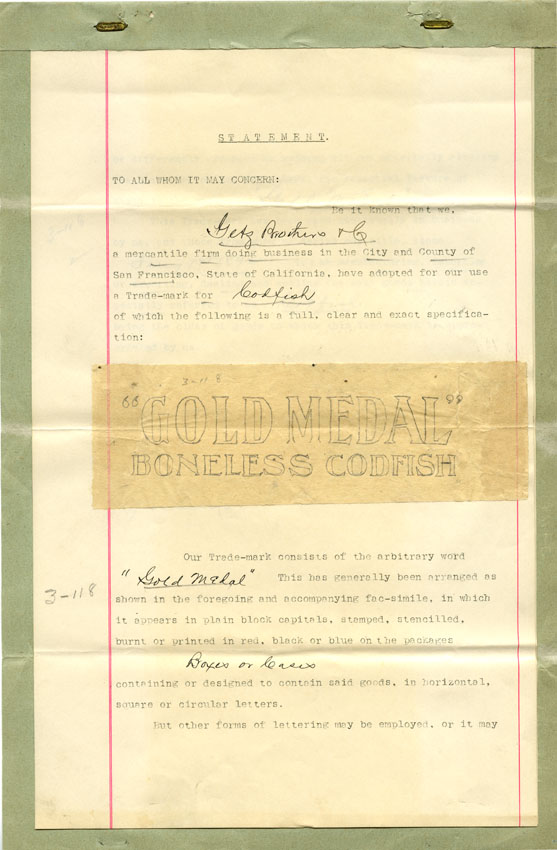 STATEMENT.
TO ALL WHOM IT MAY CONCERN:
Be it known that we,
Getz Brothers & Co
a mercantile firm doing business in the City and County of
San Francisco, State of California, have adopted for our use
a Trade-mark for Codfish
of which the following is a full, clear and exact specifica-
tion:
3-118
"GOLD MEDAL"
BONELESS CODFISH
Our Trade-mark consists of the arbitrary word
"Gold Medal" This has generally been arranged as
3-118
shown in the foregoing and accompanying fac-simile, in which
it appears in plain black capitals, stamped, stencilled,
burnt or printed in red, black or blue on the packages
Boxes or Cases
containing or designed to contain said goods, in horizontal,
square or circular letters.
But other forms of lettering may be employed, or it may